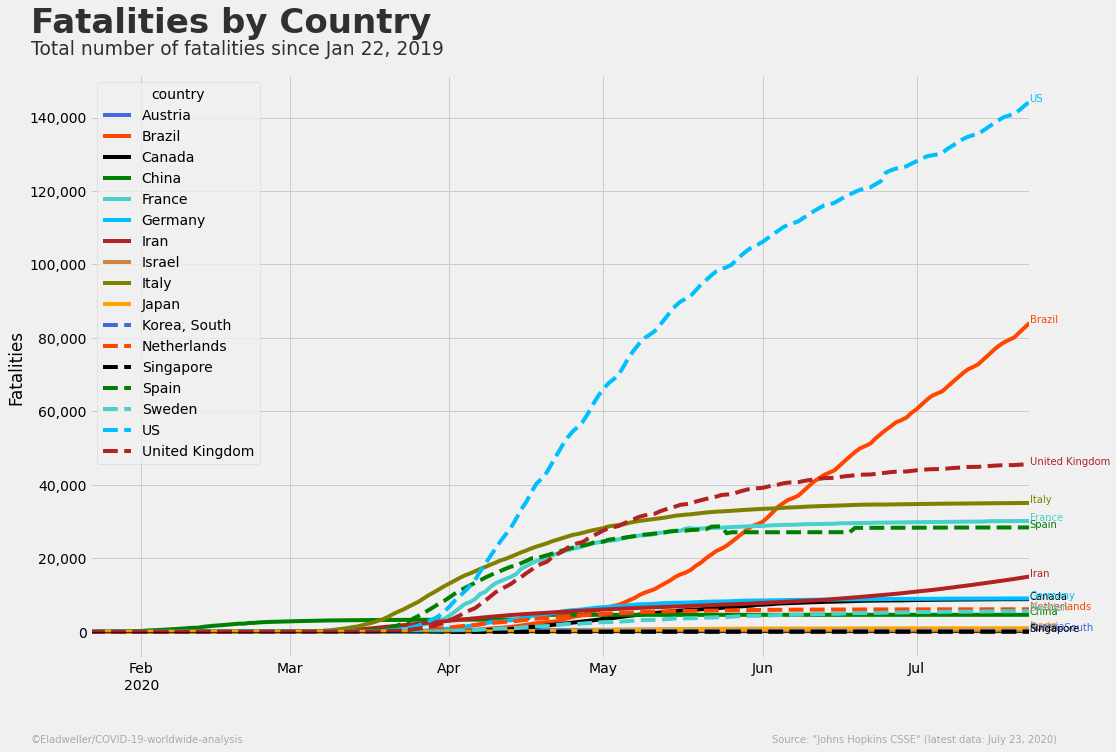 Fatalities by Country
Total number of fatalities since Jan 22, 2019
country
Austria
Brazil
Canada
China
France
Germany
Iran
Israel
Italy
Japan
Korea, South
Netherlands
Singapore
Spain
Sweden
US
United Kingdom
Fatalities
140,000
120,000
100,000
80,000
60,000
40,000
20,000
0
Feb
2020
Mar
Apr
May
Jun
Jul
US
Brazil
United Kingdom
Italy
France
Spain
Iran
Canada
Germany
Netherlands
China
Singapore
South
©Eladweller/COVID-19-worldwide-analysis
Source: "Johns Hopkins CSSE" (latest data: July 23, 2020)